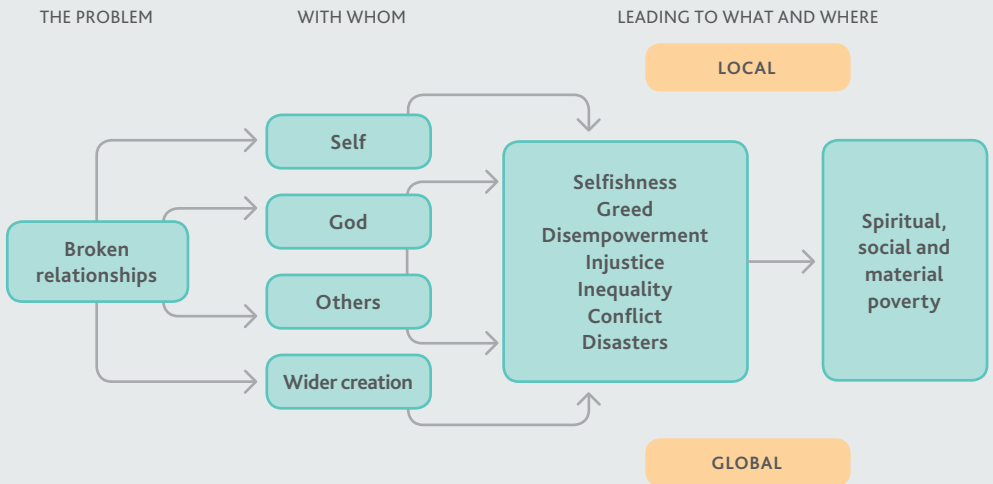 THE PROBLEM
WITH WHOM
LEADING TO WHAT AND WHERE
LOCAL
Broken
relationships
Self
God
Others
Wider creation
Selfishness
Greed
Disempowerment
Injustice
Inequality
Conflict
Disasters
Spiritual,
social and
material
poverty
GLOBAL